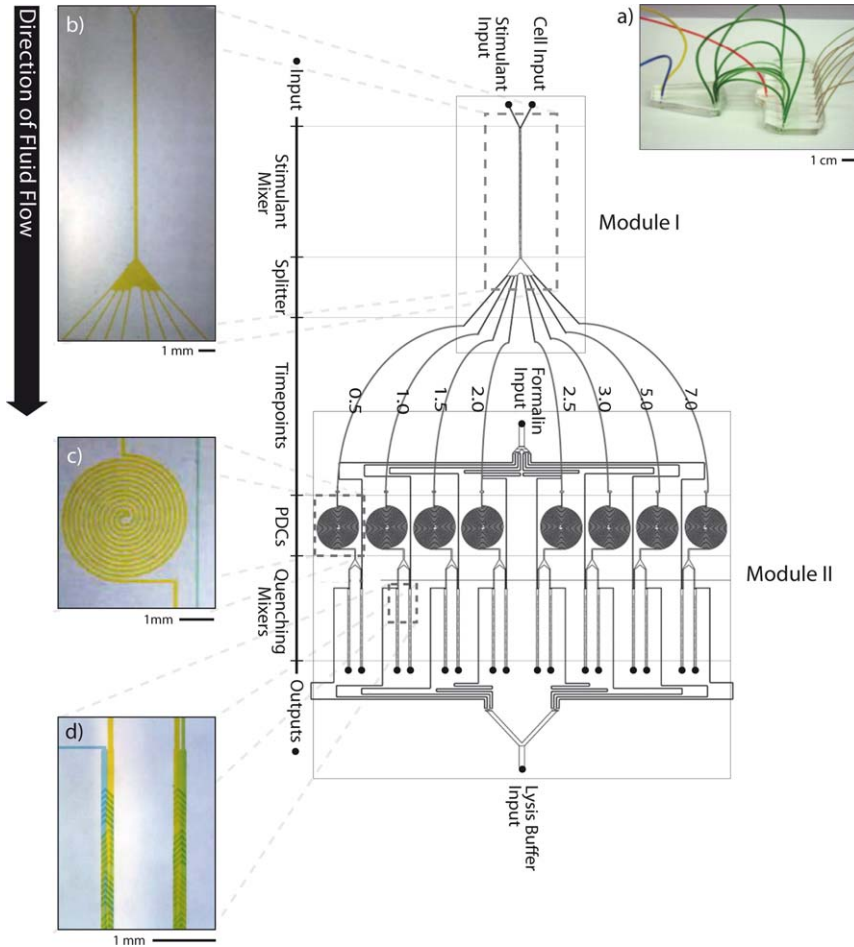 Direction of Fluid Flow
b)
1 mm
Input
Stimulant
Mixer
Splitter
Timepoints
PDCs
Quenching
Mixers
Outputs
Stimulant
Input
Cell Input
a)
1 cm
Module I
0.5
1.0
1.5
2.0
2.5
3.0
5.0
7.0
Formalin
Input
c)
1mm
Module II
d)
1 mm
Lysis Buffer
Input